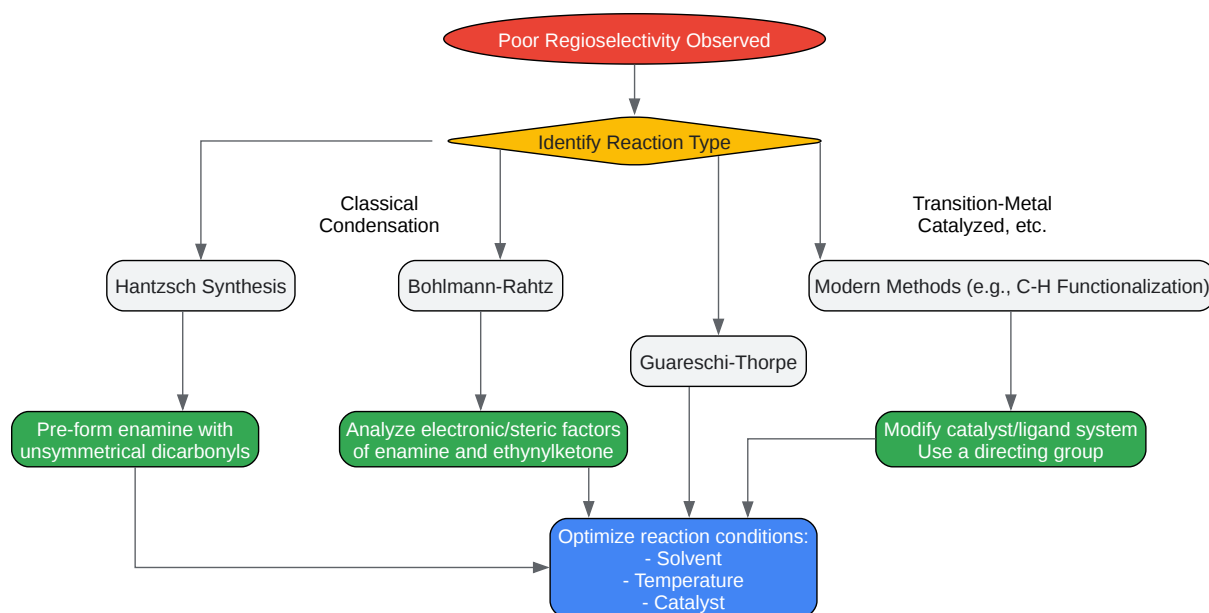 Poor Regioselectivity Observed
Identify Reaction Type
Classical
Condensation
Transition-Metal
Catalyzed, etc.
Hantzsch Synthesis
Bohlmann-Rahtz
Modern Methods (e.g., C-H Functionalization)
Guareschi-Thorpe
Pre-form enamine with
unsymmetrical dicarbonyls
Analyze electronic/steric factors
of enamine and ethynylketone
Modify catalyst/ligand system
Use a directing group
Optimize reaction conditions:
- Solvent
- Temperature
- Catalyst